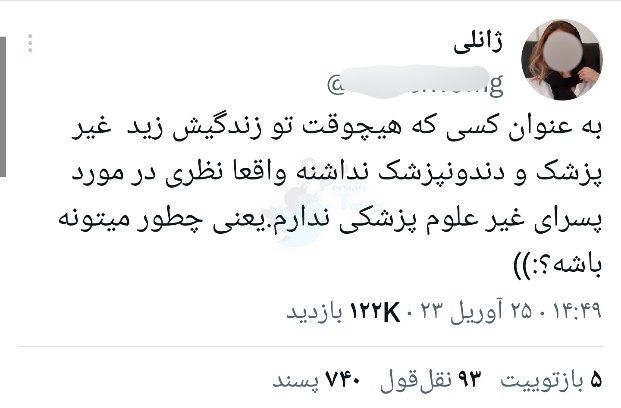 ژانلی
@
به عنوان کسی که هیچوقت تو زندگیش زید غیر
پزشک و دندونپزشک نداشنه واقعا نظری در مورد
پسرای غیر علوم پزشکی ندارم.یعنی چطور میتونه
باشه؟:))
۱۴:۴۹ · ۲۵ آوریل ۲۳ · ۱۲۲K بازدید
۵ بازتوییت ۹۳ نقل‌قول ۷۴۰ پسند